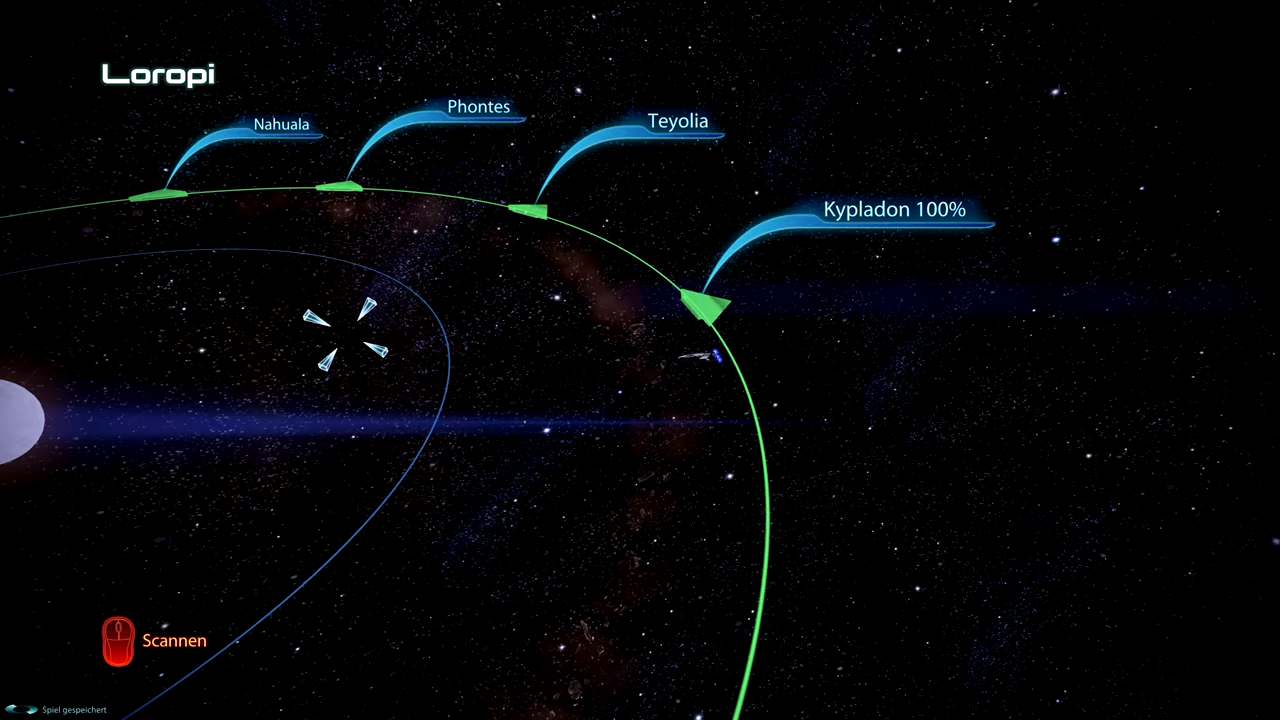 Loropi
Nahuala
Phontes
Teyolia
Kypladon 100%
Scannen
Spiel gespeichert